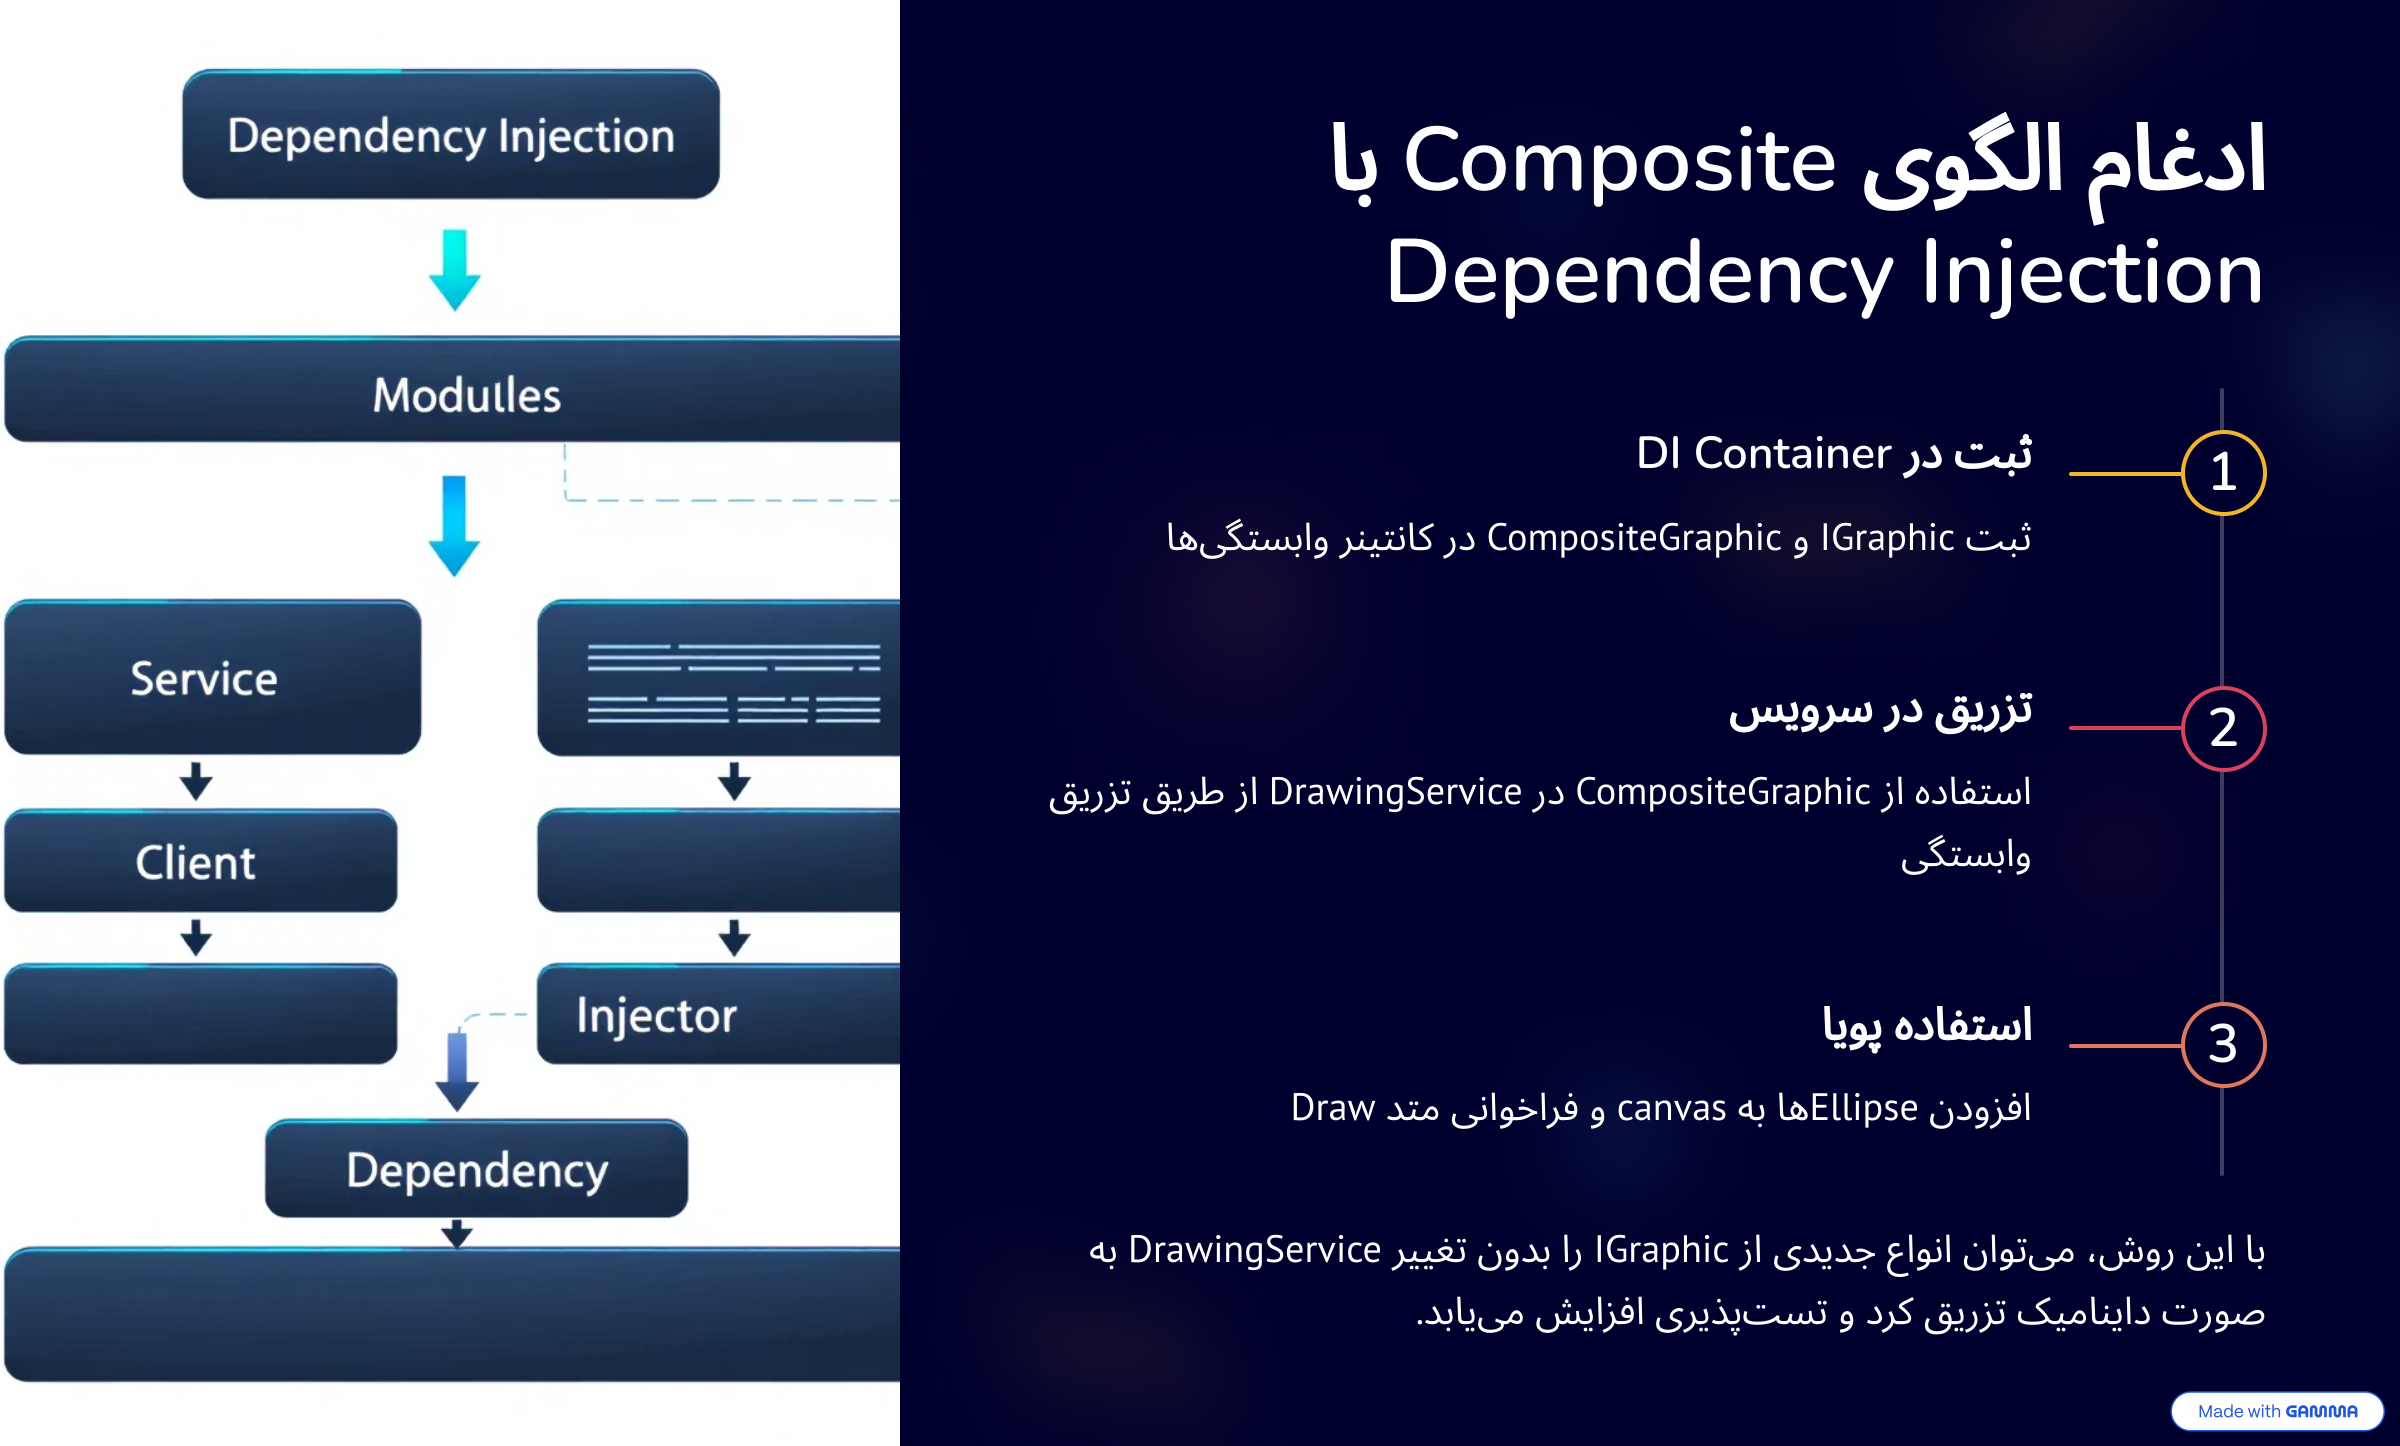 ادغام الگوی Composite با
Dependency Injection
1
ثبت در DI Container
ثبت IGraphic و CompositeGraphic در کانتینر وابستگی‌ها
2
تزریق در سرویس
استفاده از CompositeGraphic در DrawingService از طریق تزریق
وابستگی
3
استفاده پویا
افزودن Ellipseها به canvas و فراخوانی متد Draw
با این روش، می‌توان انواع جدیدی از IGraphic را بدون تغییر DrawingService به
صورت داینامیک تزریق کرد و تست‌پذیری افزایش می‌یابد.
Dependency Injection
Modulles
Service
Client
Injector
Dependency
Made with GAMMA